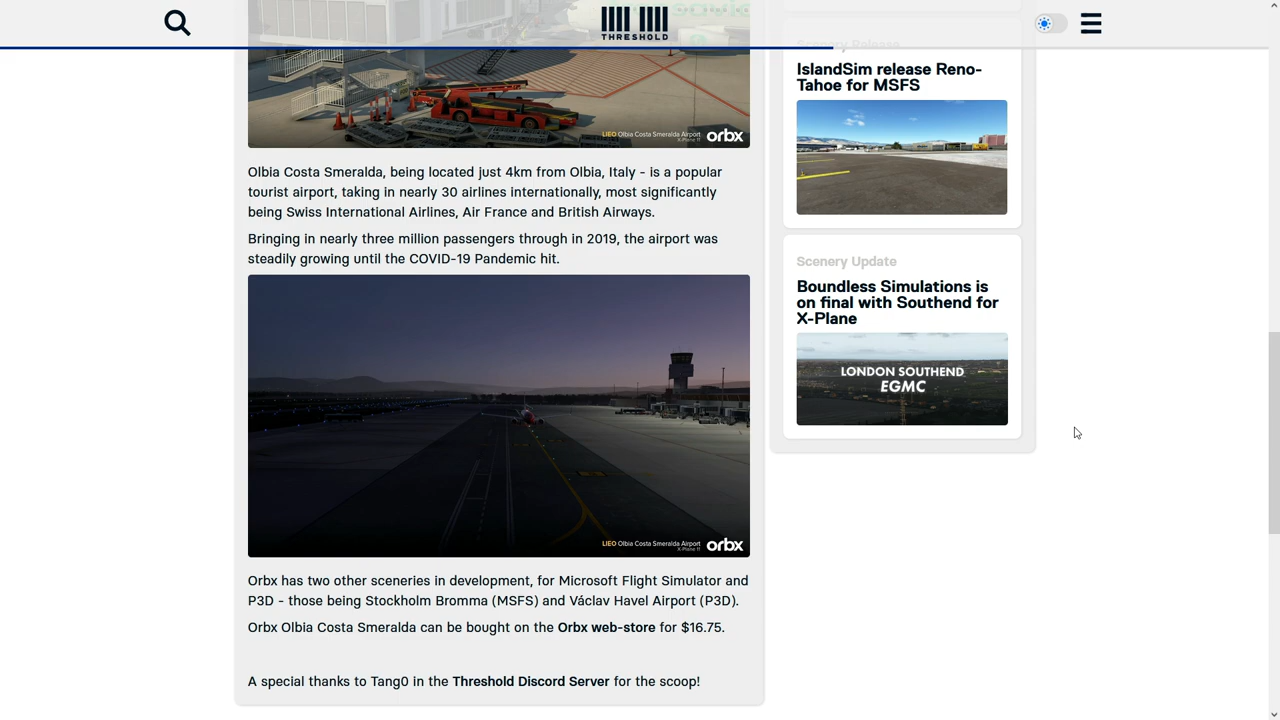 THRESHOLD
LIEO Olbia Costa Smeralda Airport
X-Plane 11
orbx
Olbia Costa Smeralda, being located just 4km from Olbia, Italy - is a popular
tourist airport, taking in nearly 30 airlines internationally, most significantly
being Swiss International Airlines, Air France and British Airways.
Bringing in nearly three million passengers through in 2019, the airport was
steadily growing until the COVID-19 Pandemic hit.
LIEO Olbia Costa Smeralda Airport
X-Plane 11
orbx
Orbx has two other sceneries in development, for Microsoft Flight Simulator and
P3D - those being Stockholm Bromma (MSFS) and Václav Havel Airport (P3D).
Orbx Olbia Costa Smeralda can be bought on the Orbx web-store for $16.75.
A special thanks to Tang0 in the Threshold Discord Server for the scoop!
Scenery Release
IslandSim release Reno-
Tahoe for MSFS
Scenery Update
Boundless Simulations is
on final with Southend for
X-Plane
LONDON SOUTHEND
EGMC